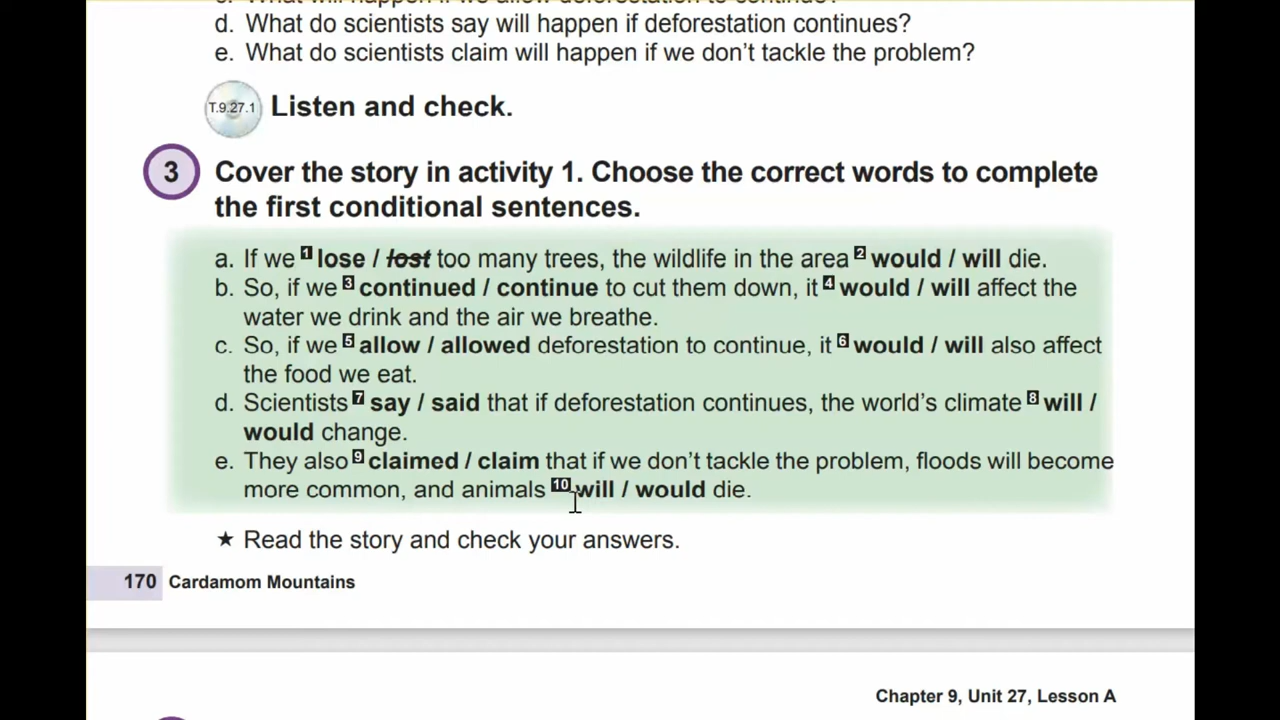 d. What do scientists say will happen if deforestation continues?
e. What do scientists claim will happen if we don't tackle the problem?
T.9.27.1 Listen and check.
3 Cover the story in activity 1. Choose the correct words to complete
the first conditional sentences.
a. If we 1 lose / lost too many trees, the wildlife in the area 2 would / will die.
b. So, if we 3 continued / continue to cut them down, it 4 would / will affect the
water we drink and the air we breathe.
c. So, if we 5 allow / allowed deforestation to continue, it 6 would / will also affect
the food we eat.
d. Scientists 7 say / said that if deforestation continues, the world's climate 8 will /
would change.
e. They also 9 claimed / claim that if we don't tackle the problem, floods will become
more common, and animals 10 will / would die.
★ Read the story and check your answers.
170 Cardamom Mountains
Chapter 9, Unit 27, Lesson A